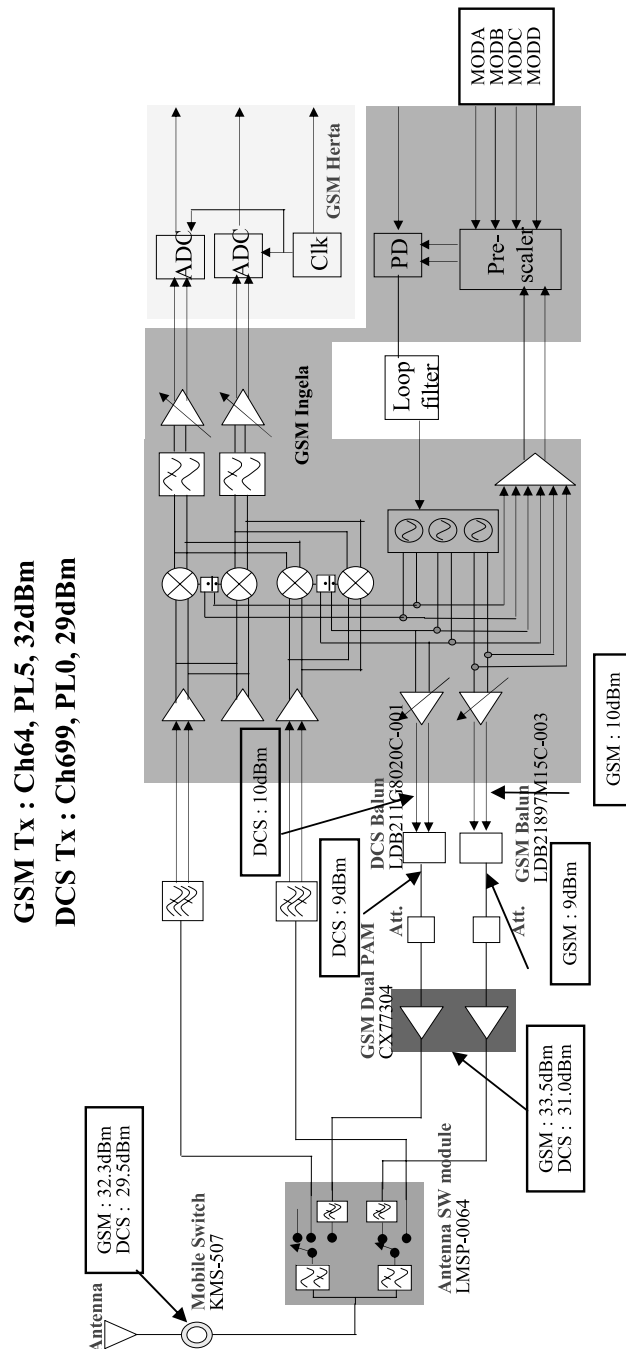 GSM Tx : Ch64, PL5, 32dBm
DCS Tx : Ch699, PL0, 29dBm
Antenna
GSM : 32.3dBm
DCS :  29.5dBm
Mobile Switch
KMS-507
Antenna SW module
LMSP-0064
GSM : 33.5dBm
DCS :  31.0dBm
GSM Dual PAM
CX77304
Att.
Att.
DCS : 9dBm
GSM : 9dBm
DCS : 10dBm
DCS Balun
LDB211G8020C-001
GSM Balun
LDB21897M15C-003
GSM : 10dBm
GSM Ingela
Loop
filter
ADC
ADC
Clk
GSM Herta
PD
Pre-
scaler
MODA
MODB
MODC
MODD